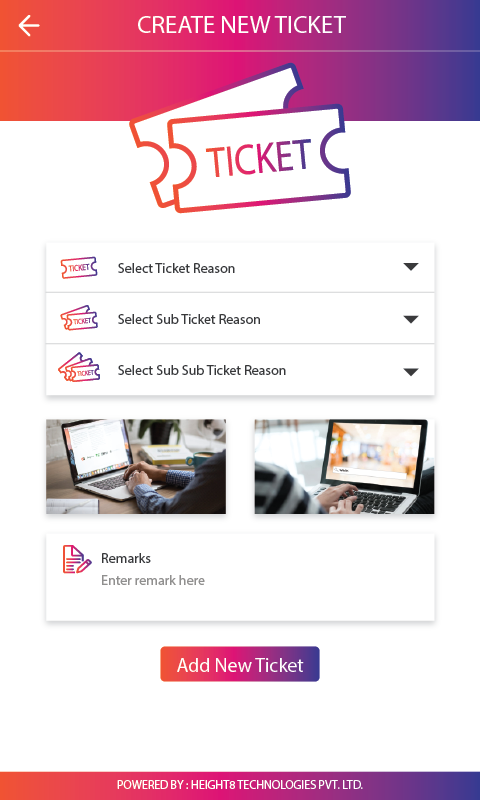 CREATE NEW TICKET
TICKET
TICKET
Select Ticket Reason
TICKET
Select Sub Ticket Reason
TICKET
Select Sub Sub Ticket Reason
Remarks
Enter remark here
Add New Ticket
POWERED BY : HEIGHT8 TECHNOLOGIES PVT. LTD.